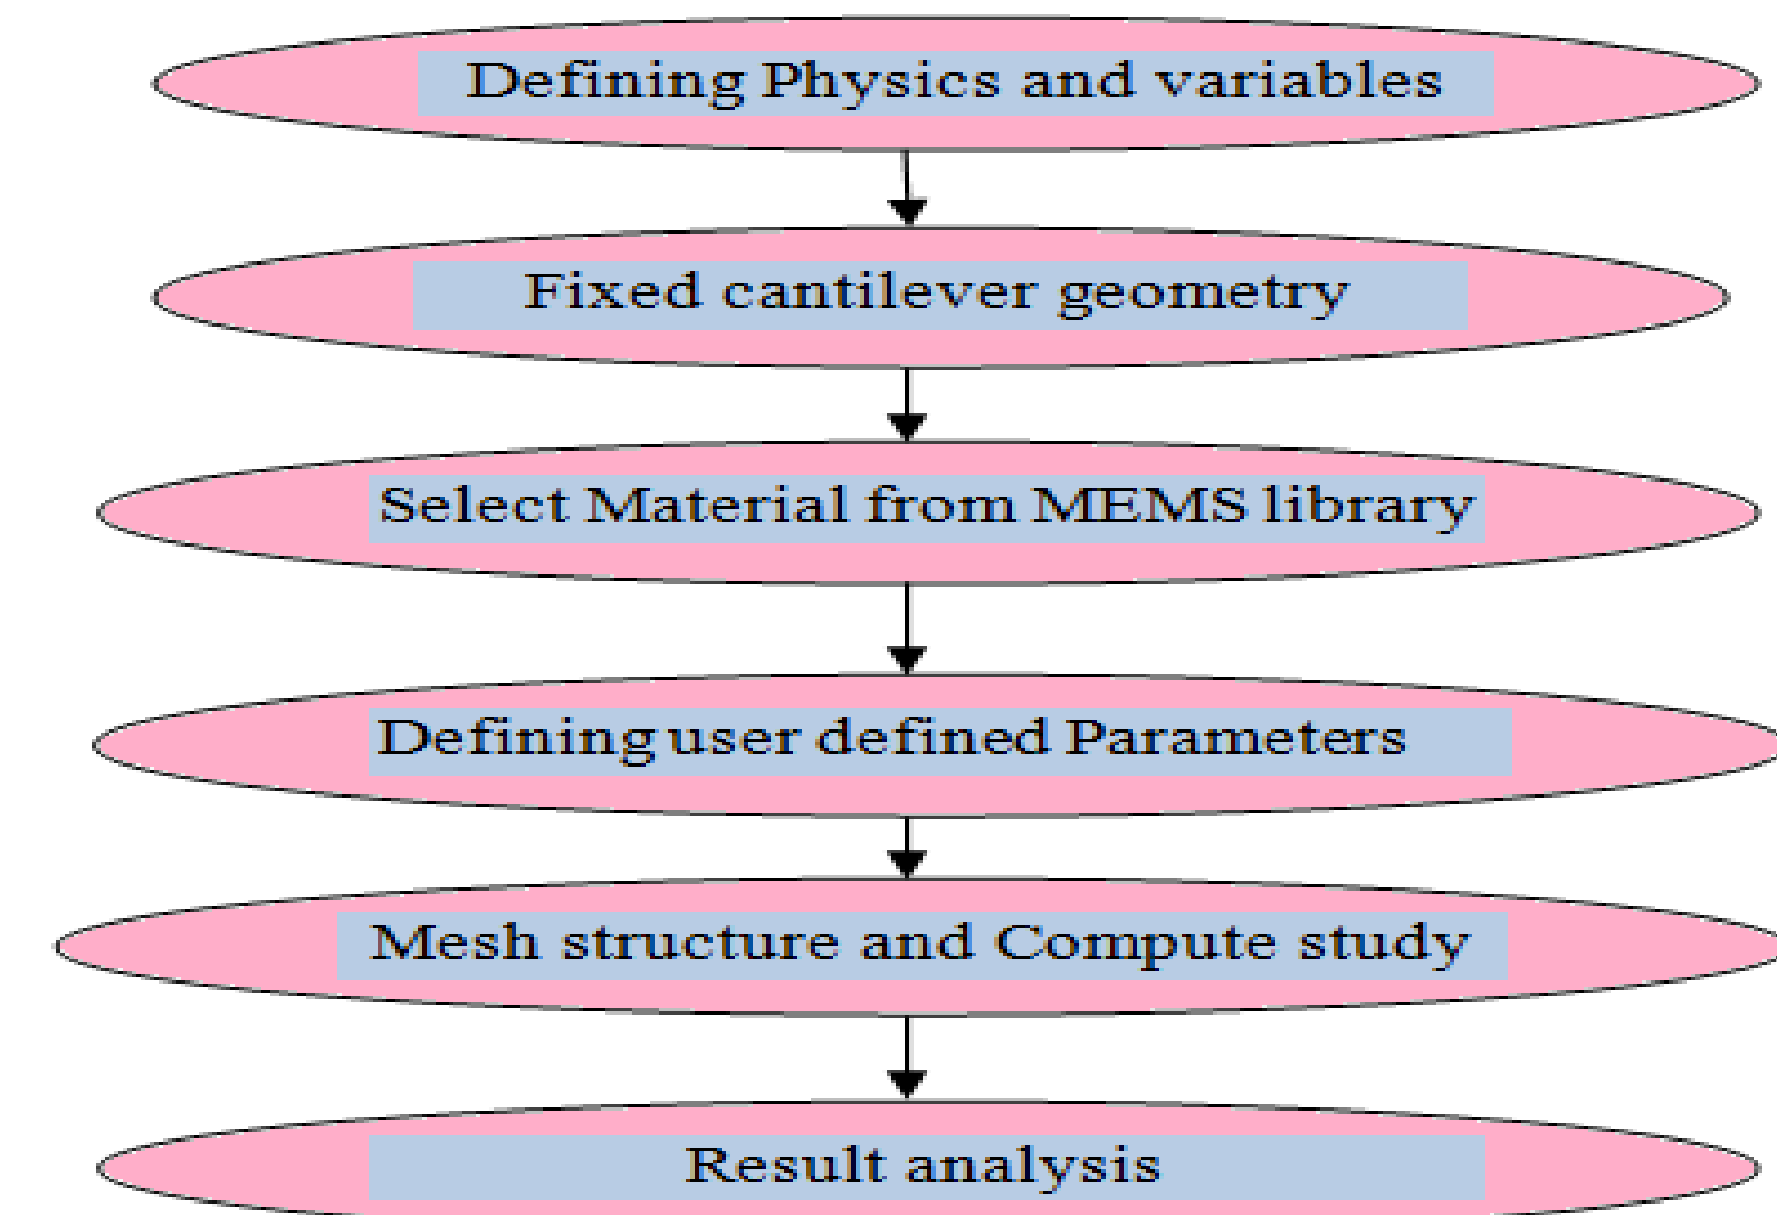 Defining Physics and variables
Fixed cantilever geometry
Select Material from MEMS library
Defining user defined Parameters
Mesh structure and Compute study
Result analysis